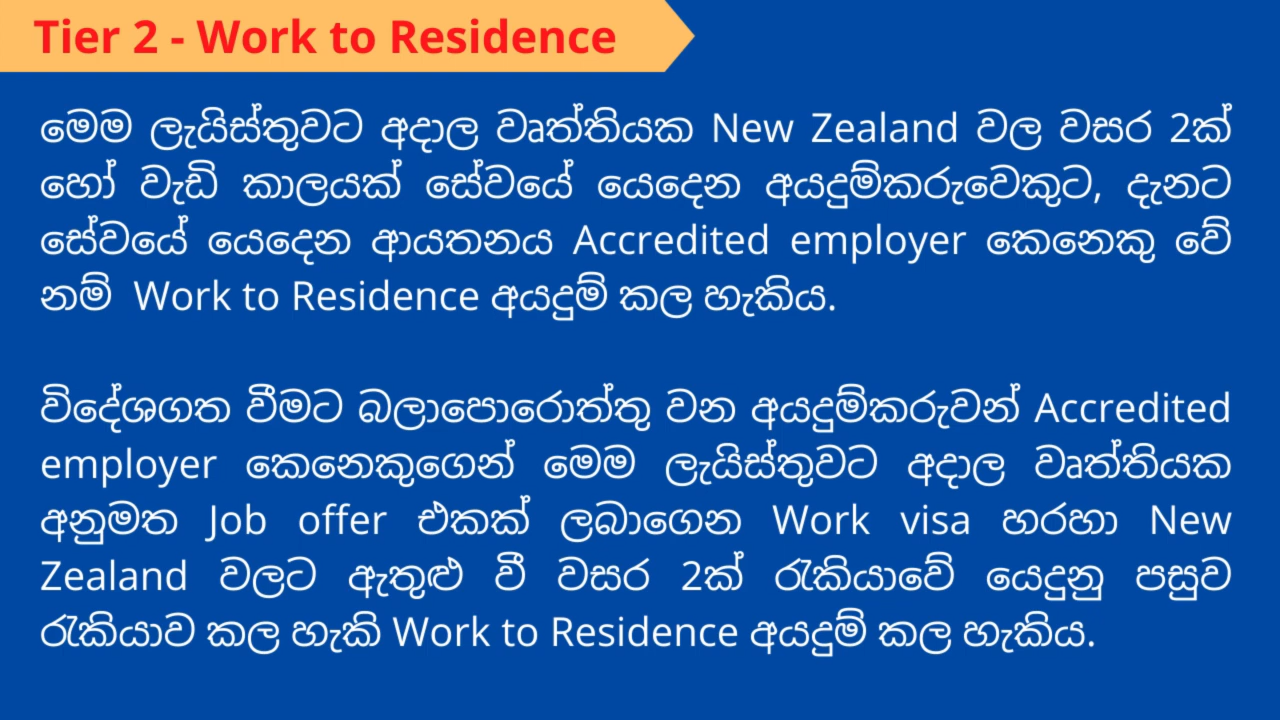 Tier 2 - Work to Residence
මෙම ලැයිස්තුවට අදාල වෘත්තියක New Zealand වල වසර 2ක්
හෝ වැඩි කාලයක් සේවයේ යෙදෙන අයදුම්කරුවෙකුට, දැනට
සේවයේ යෙදෙන ආයතනය Accredited employer කෙනෙකු වේ
නම් Work to Residence අයදුම් කල හැකිය.
විදේශගත වීමට බලාපොරොත්තු වන අයදුම්කරුවන් Accredited
employer කෙනෙකුගෙන් මෙම ලැයිස්තුවට අදාල වෘත්තියක
අනුමත Job offer එකක් ලබාගෙන Work visa හරහා New
Zealand වලට ඇතුළු වී වසර 2ක් රැකියාවේ යෙදුනු පසුව
රැකියාව කල හැකි Work to Residence අයදුම් කල හැකිය.